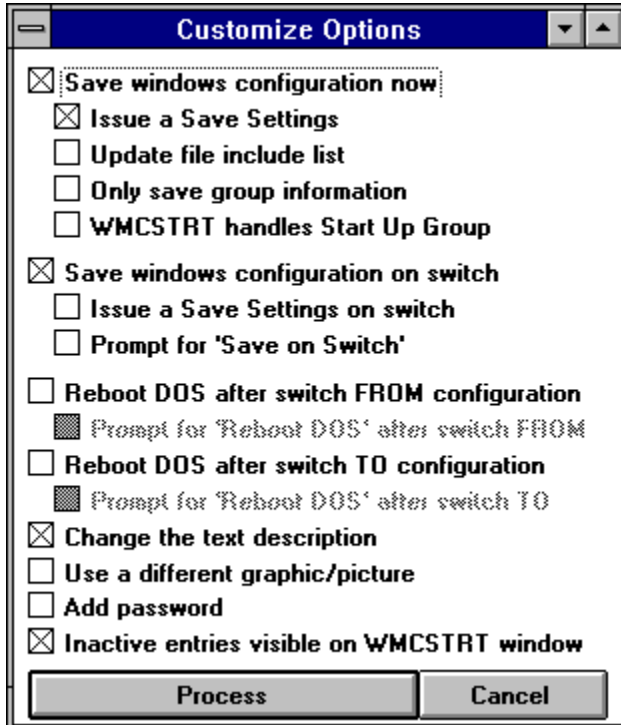 Customize Options
Save windows configuration now
Issue a Save Settings
Update file include list
Only save group information
WMCSTRT handles Start Up Group
Save windows configuration on switch
Issue a Save Settings on switch
Prompt for 'Save on Switch'
Reboot DOS after switch FROM configuration
Prompt for 'Reboot DOS' after switch FROM
Reboot DOS after switch TO configuration
Prompt for 'Reboot DOS' after switch TO
Change the text description
Use a different graphic/picture
Add password
Inactive entries visible on WMCSTRT window
Process Cancel